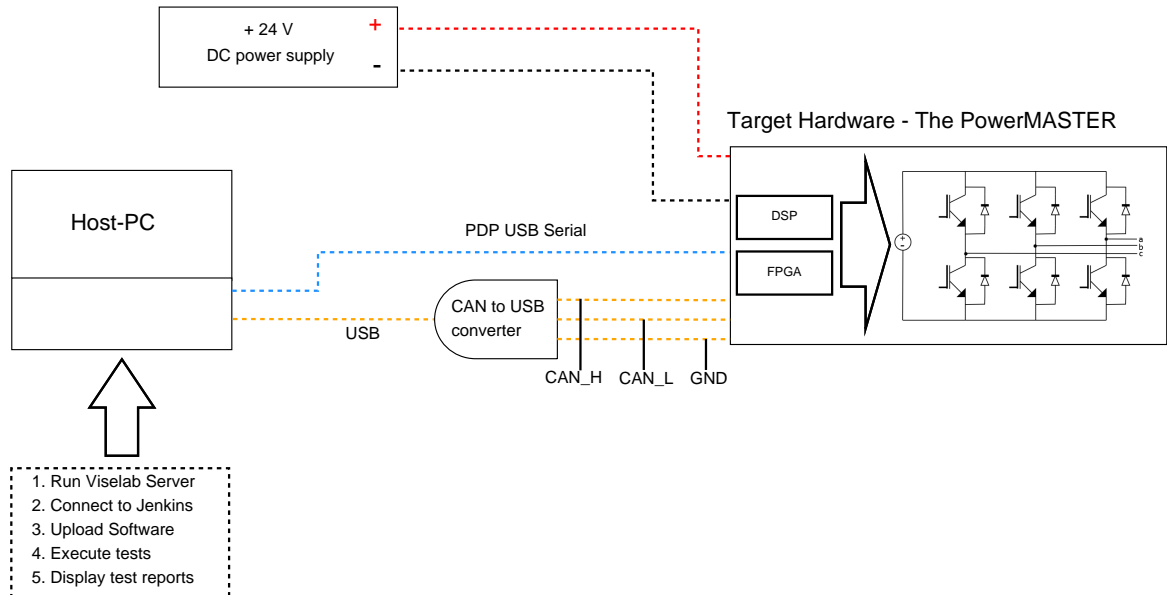 + 24 V
DC power supply
+
-
Target Hardware - The PowerMASTER
Host-PC
PDP USB Serial
DSP
FPGA
+
-
a
b
c
CAN to USB
converter
USB
CAN_H
CAN_L
GND
1. Run Viselab Server
2. Connect to Jenkins
3. Upload Software
4. Execute tests
5. Display test reports